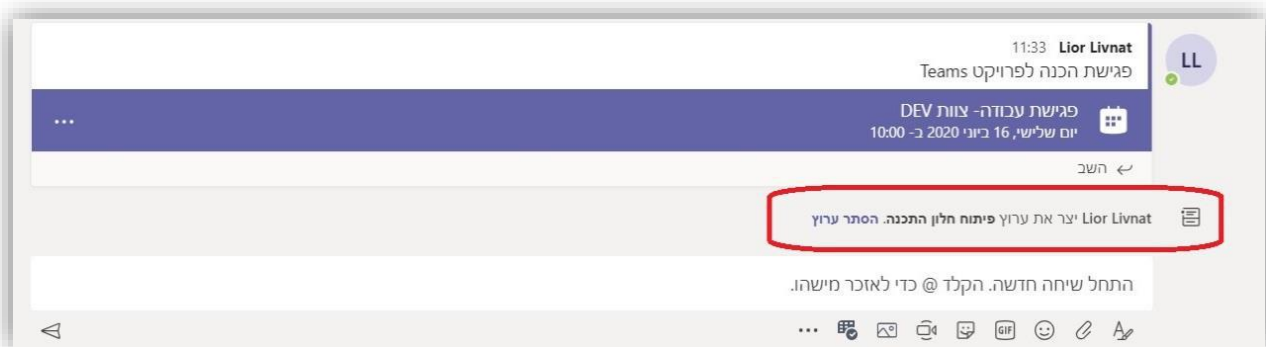 Lior Livnat 11:33
LL
פגישת הכנה לפרויקט Teams
פגישת עבודה- צוות DEV
יום שלישי, 16 ביוני 2020 ב- 10:00
השב
Lior Livnat יצר את ערוץ פיתוח חלון התכנה. הסתר ערוץ
התחל שיחה חדשה. הקלד @ כדי לאזכר מישהו.
GIF